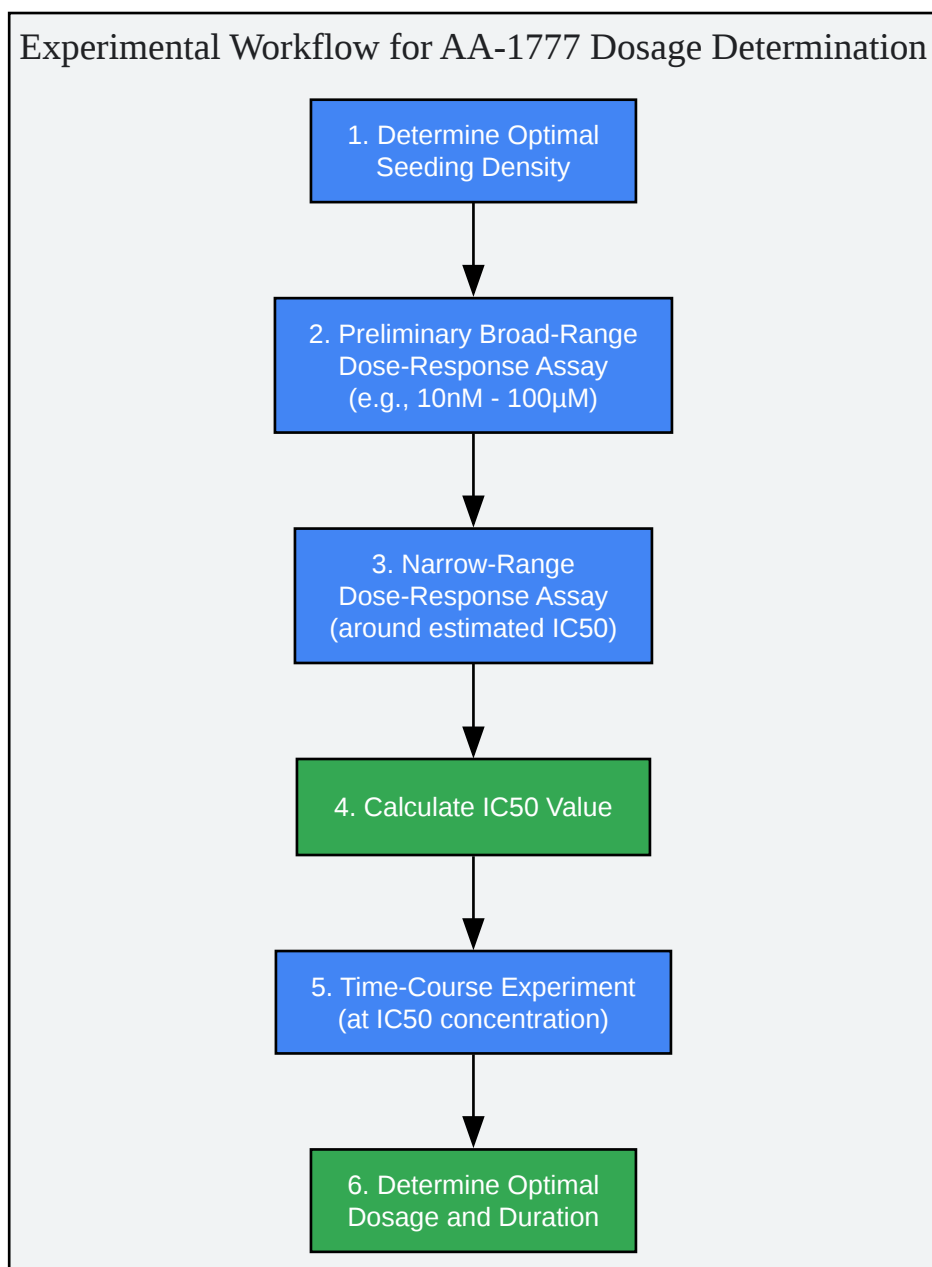 Experimental Workflow for AA-1777 Dosage Determination
1. Determine Optimal
Seeding Density
2. Preliminary Broad-Range
Dose-Response Assay
(e.g., 10nM - 100µM)
3. Narrow-Range
Dose-Response Assay
(around estimated IC50)
4. Calculate IC50 Value
5. Time-Course Experiment
(at IC50 concentration)
6. Determine Optimal
Dosage and Duration